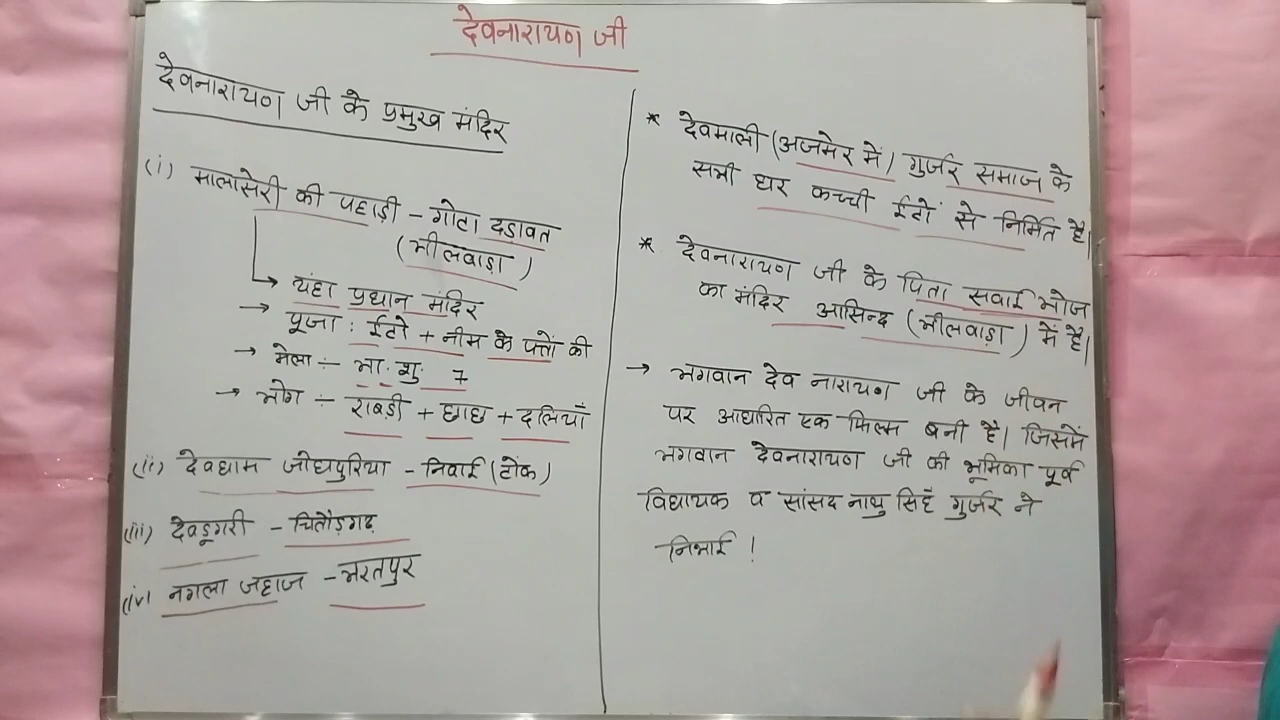 देवनारायण जी
देवनारायण जी के प्रमुख मंदिर
(i) मालासेरी की पहाड़ी - गोठा दड़ावत
(भीलवाड़ा)
→ यंहा प्रधान मंदिर
→ पूजा : ईंटो + नीम के पत्तों की
→ मेला :- भा. शु. 7
→ भोग :- राबड़ी + छाछ + दलियाँ
(ii) देवधाम जोधपुरिया - निवाई (टोंक)
(iii) देवडूंगरी - चितौड़गढ़
(iv) नगला जहाज - भरतपुर
* देवमाली (अजमेर में) गुर्जर समाज के
सभी घर कच्ची ईंटों से निर्मित है।
* देवनारायण जी के पिता सवाई भोज
का मंदिर आसिन्द (भीलवाड़ा) में है।
→ भगवान देव नारायण जी के जीवन
पर आधारित एक फिल्म बनी है। जिसमें
भगवान देवनारायण जी की भूमिका पूर्व
विधायक व सांसद नाथु सिहँ गुर्जर ने
निभाई !